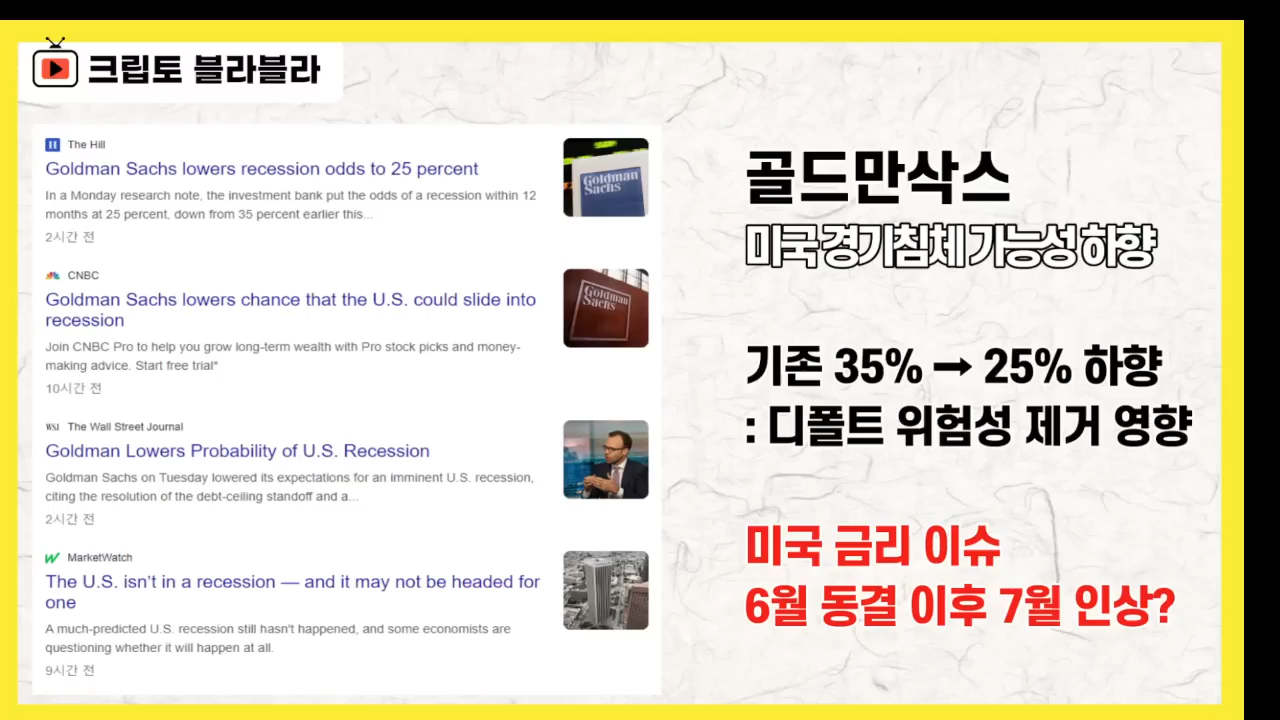 크립토 블라블라
The Hill
Goldman Sachs lowers recession odds to 25 percent
In a Monday research note, the investment bank put the odds of a recession within 12
months at 25 percent, down from 35 percent earlier this...
2시간 전
Goldman
Sachs
CNBC
Goldman Sachs lowers chance that the U.S. could slide into
recession
Join CNBC Pro to help you grow long-term wealth with Pro stock picks and money-
making advice. Start free trial*
10시간 전
Goldman
Sachs
WSJ The Wall Street Journal
Goldman Lowers Probability of U.S. Recession
Goldman Sachs on Tuesday lowered its expectations for an imminent U.S. recession,
citing the resolution of the debt-ceiling standoff and a...
2시간 전
MarketWatch
The U.S. isn't in a recession — and it may not be headed for
one
A much-predicted U.S. recession still hasn't happened, and some economists are
questioning whether it will happen at all.
9시간 전
골드만삭스
미국 경기침체 가능성 하향
기존 35% → 25% 하향
: 디폴트 위험성 제거 영향
미국 금리 이슈
6월 동결 이후 7월 인상?